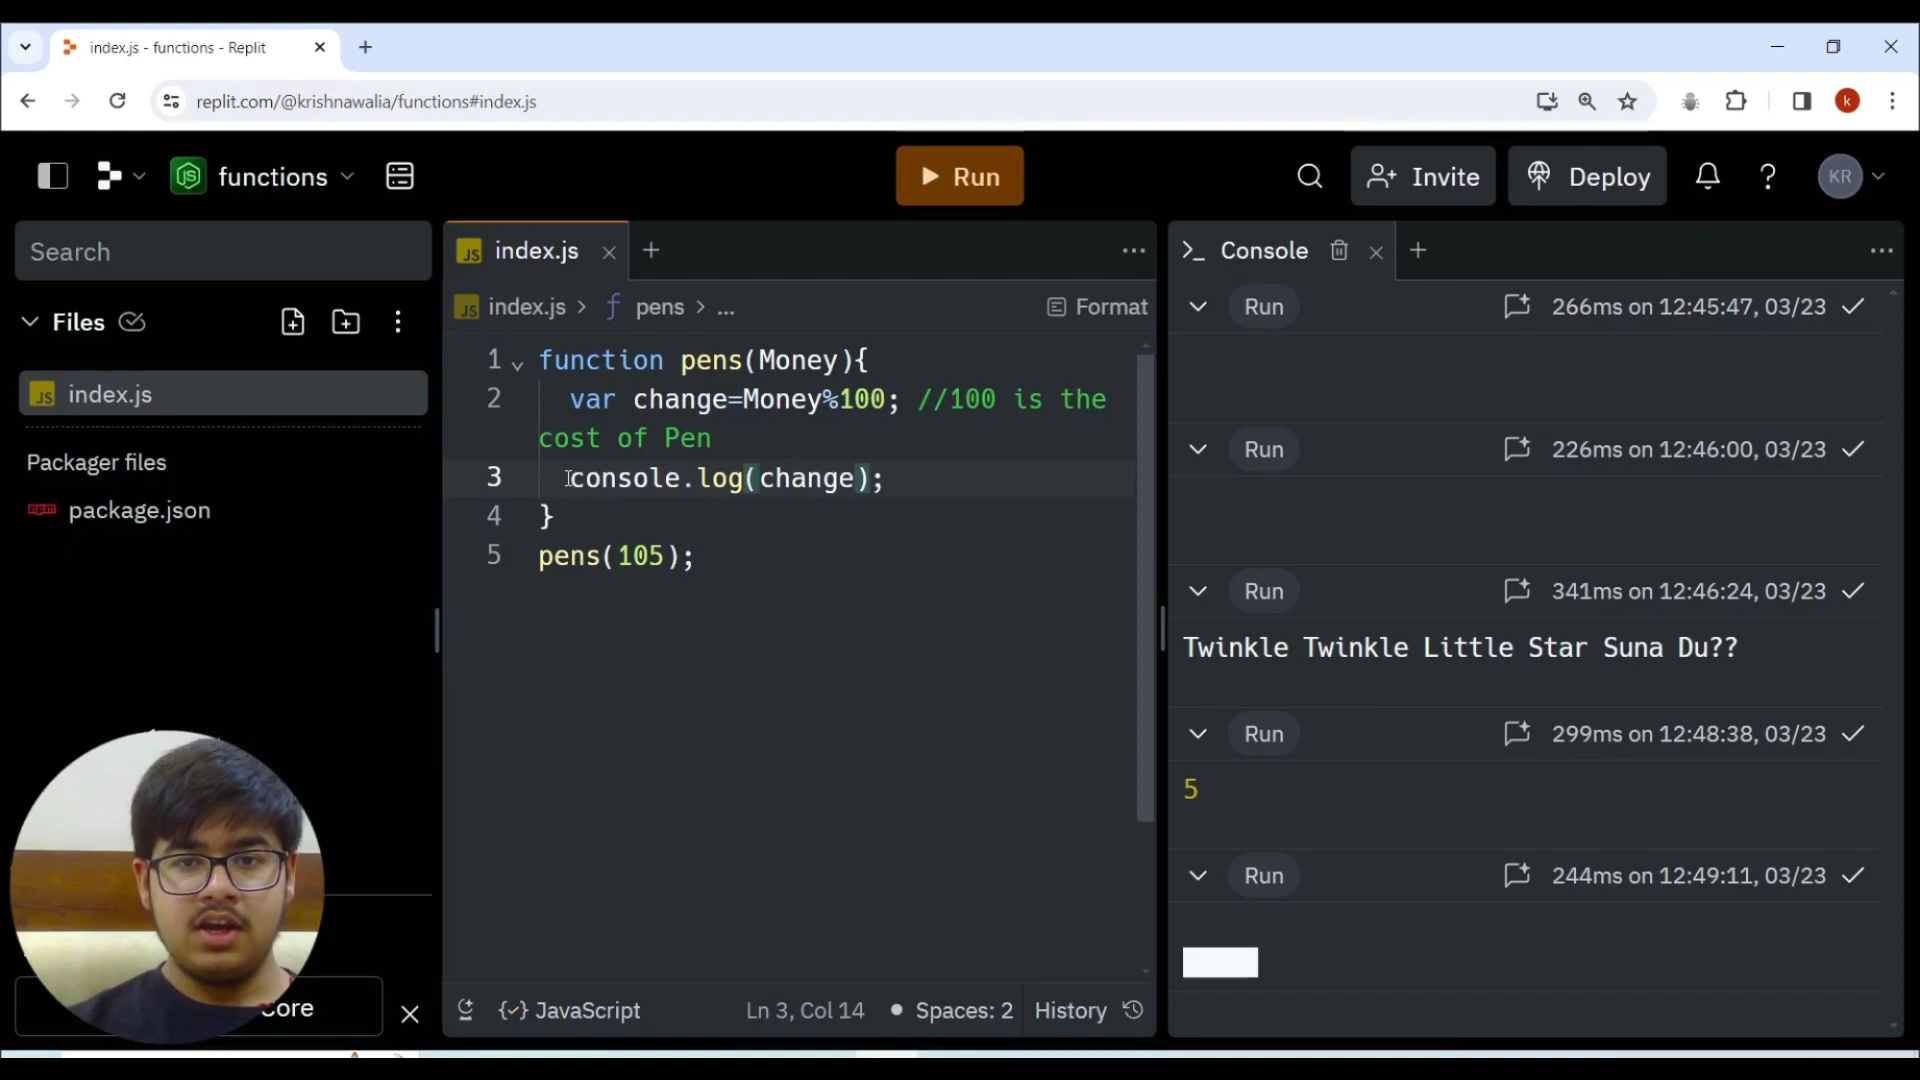 index.js - functions - Replit
replit.com/@krishnawalia/functions#index.js
k
functions
Run
Invite
Deploy
KR
Search
Files
index.js
Packager files
package.json
Core
index.js
index.js > pens > ...
Format
1 function pens(Money){
2 var change=Money%100; //100 is the
cost of Pen
3 console.log(change);
4 }
5 pens(105);
JavaScript
Ln 3, Col 14
Spaces: 2
History
Console
Run 266ms on 12:45:47, 03/23
Run 226ms on 12:46:00, 03/23
Run 341ms on 12:46:24, 03/23
Twinkle Twinkle Little Star Suna Du??
Run 299ms on 12:48:38, 03/23
5
Run 244ms on 12:49:11, 03/23